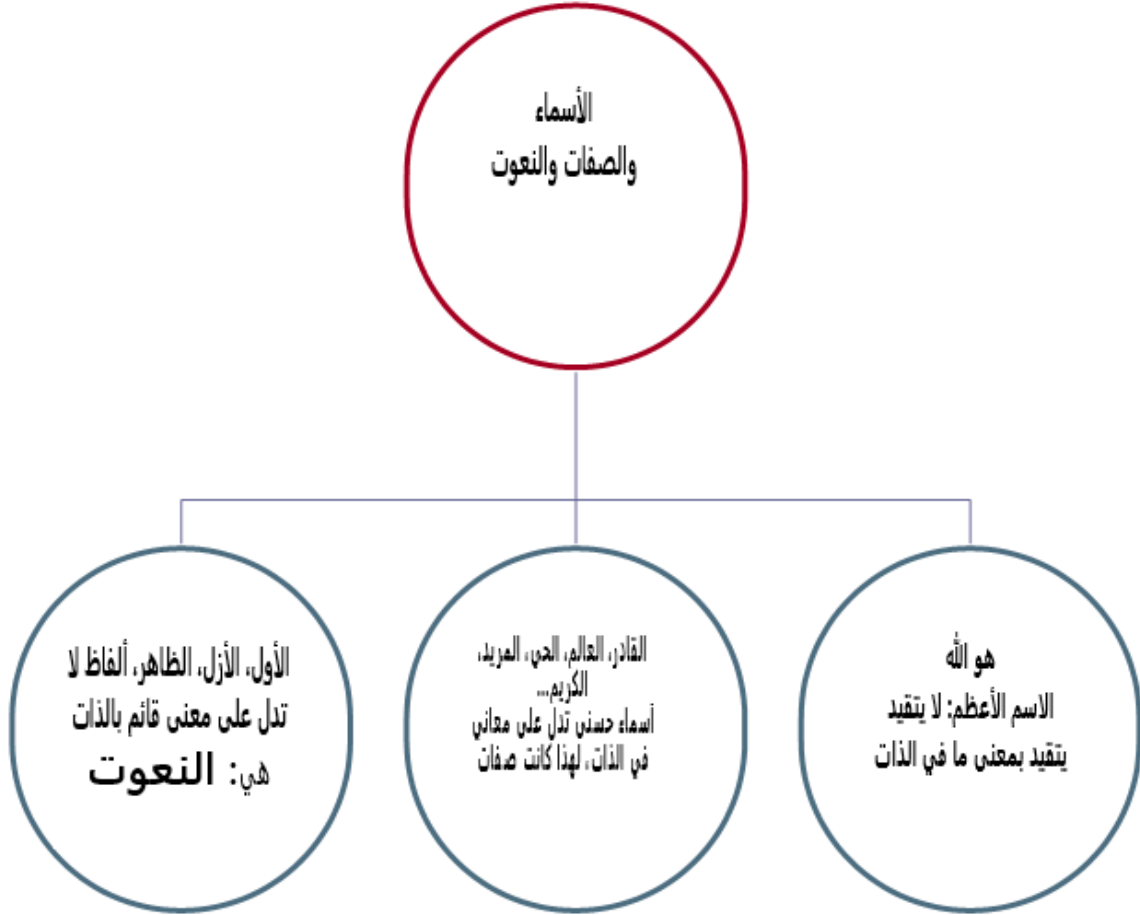 الأسماء
والصفات والنعوت
هو الله
الاسم الأعظم: لا يتقيد
يتقيد بمعنى ما في الذات
القادر، العالم، الحي، المريد،
الكريم...
أسماء حسنى تدل على معاني
في الذات، لهذا كانت صفات
الأول، الأزل، الظاهر، ألفاظ لا
تدل على معنى قائم بالذات
هي: النعوت